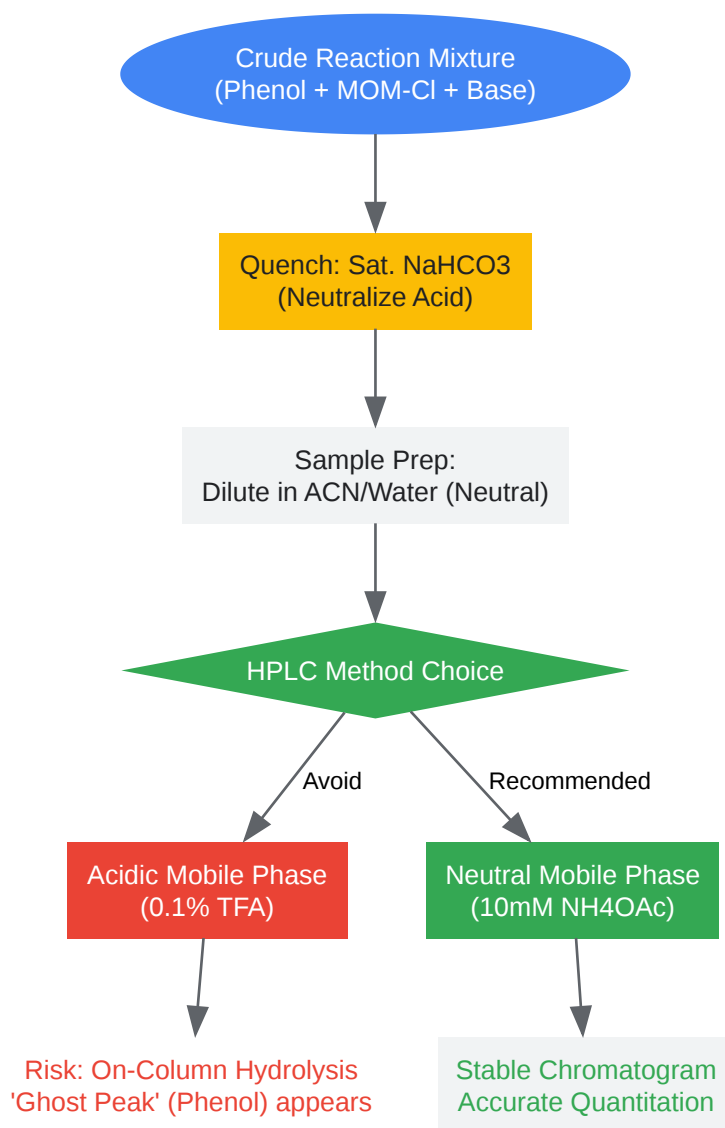 Crude Reaction Mixture
(Phenol + MOM-Cl + Base)
Quench: Sat. NaHCO3
(Neutralize Acid)
Sample Prep:
Dilute in ACN/Water (Neutral)
HPLC Method Choice
Avoid
Recommended
Acidic Mobile Phase
(0.1% TFA)
Neutral Mobile Phase
(10mM NH4OAc)
Risk: On-Column Hydrolysis
'Ghost Peak' (Phenol) appears
Stable Chromatogram
Accurate Quantitation